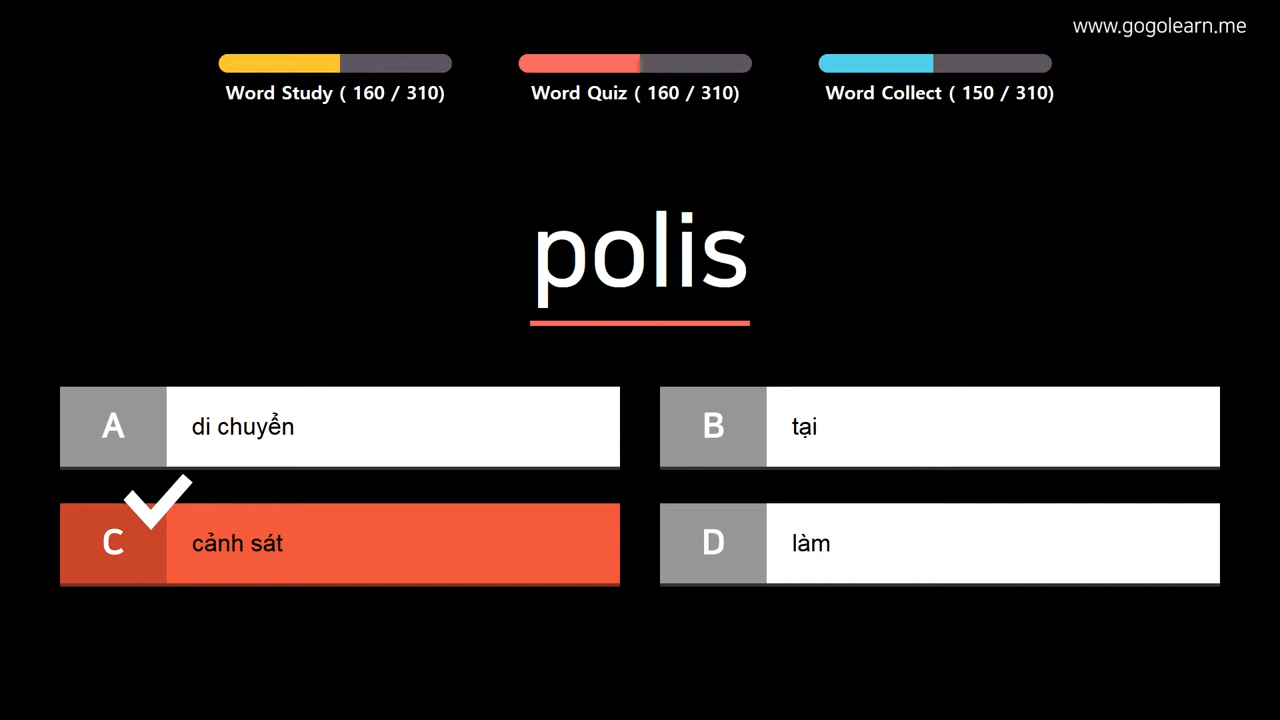 www.gogolearn.me
Word Study ( 160 / 310)
Word Quiz ( 160 / 310)
Word Collect ( 150 / 310)
polis
A di chuyển
B tại
C cảnh sát
D làm